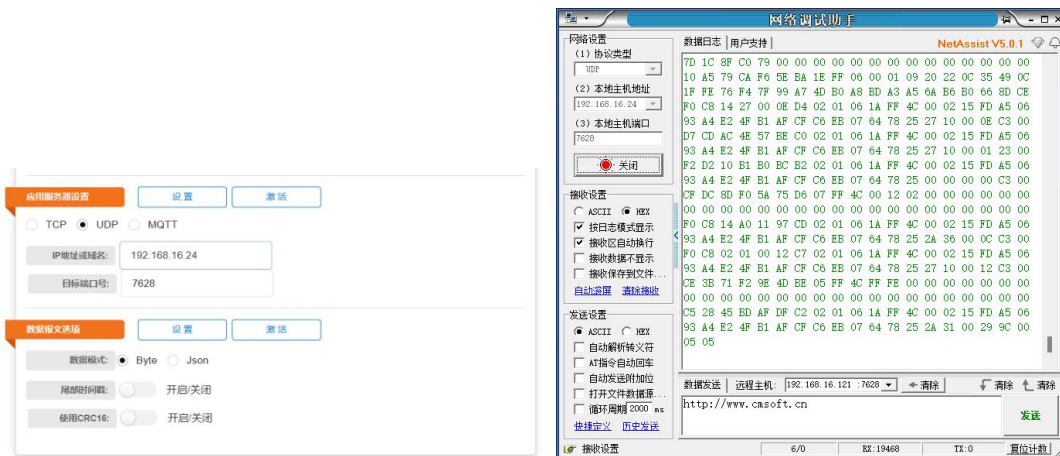 应用服务器设置 设置 激活
TCP UDP MQTT
IP地址或域名: 192.168.16.24
目标端口号: 7628
数据报文选项 设置 激活
数据模式: Byte Json
尾部时间戳: 开启/关闭
使用CRC16: 开启/关闭
网络调试助手
网络设置
(1) 协议类型
UDP
(2) 本地主机地址
192.168.16.24
(3) 本地主机端口
7628
关闭
接收设置
ASCII HEX
按日志模式显示
接收区自动换行
接收数据不显示
接收保存到文件...
自动滚屏 清除接收
发送设置
ASCII HEX
自动解析转义符
AT指令自动回车
自动发送附加位
打开文件数据源...
循环周期 2000 ms
快捷定义 历史发送
数据日志 用户支持 NetAssist V5.0.1
7D 1C 8F C0 79 00 00 00 00 00 00 00 00 00 00 00 00 00
10 A5 79 CA F6 5E BA 1E FF 06 00 01 09 20 22 0C 35 49 0C
1F FE 76 F4 7F 99 A7 4D B0 A8 BD A3 A5 6A B6 B0 66 8D CE
F0 C8 14 27 00 0E D4 02 01 06 1A FF 4C 00 02 15 FD A5 06
93 A4 E2 4F B1 AF CF C6 EB 07 64 78 25 27 10 00 0E C3 00
D7 CD AC 4E 57 BE C0 02 01 06 1A FF 4C 00 02 15 FD A5 06
93 A4 E2 4F B1 AF CF C6 EB 07 64 78 25 27 10 00 01 23 00
F2 D2 10 B1 B0 BC B2 02 01 06 1A FF 4C 00 02 15 FD A5 06
93 A4 E2 4F B1 AF CF C6 EB 07 64 78 25 00 00 00 00 C3 00
CF DC 8D F0 5A 75 D6 07 FF 4C 00 12 02 00 00 00 00 00 00
00 00 00 00 00 00 00 00 00 00 00 00 00 00 00 00 00 00 00
F0 C8 14 A0 11 97 CD 02 01 06 1A FF 4C 00 02 15 FD A5 06
93 A4 E2 4F B1 AF CF C6 EB 07 64 78 25 2A 36 00 0C C3 00
F0 C8 02 01 00 12 C7 02 01 06 1A FF 4C 00 02 15 FD A5 06
93 A4 E2 4F B1 AF CF C6 EB 07 64 78 25 27 10 00 12 C3 00
CE 3B 71 F2 9E 4D BE 05 FF 4C FF FE 00 00 00 00 00 00 00
00 00 00 00 00 00 00 00 00 00 00 00 00 00 00 00 00 00 00
C5 28 45 BD AF DF C2 02 01 06 1A FF 4C 00 02 15 FD A5 06
93 A4 E2 4F B1 AF CF C6 EB 07 64 78 25 2A 31 00 29 9C 00
05 05
数据发送 远程主机: 192.168.16.121 :7628 清除 清除 清除
http://www.cmsoft.cn
发送
接收设置 6/0 RX:19468 TX:0 复位计数